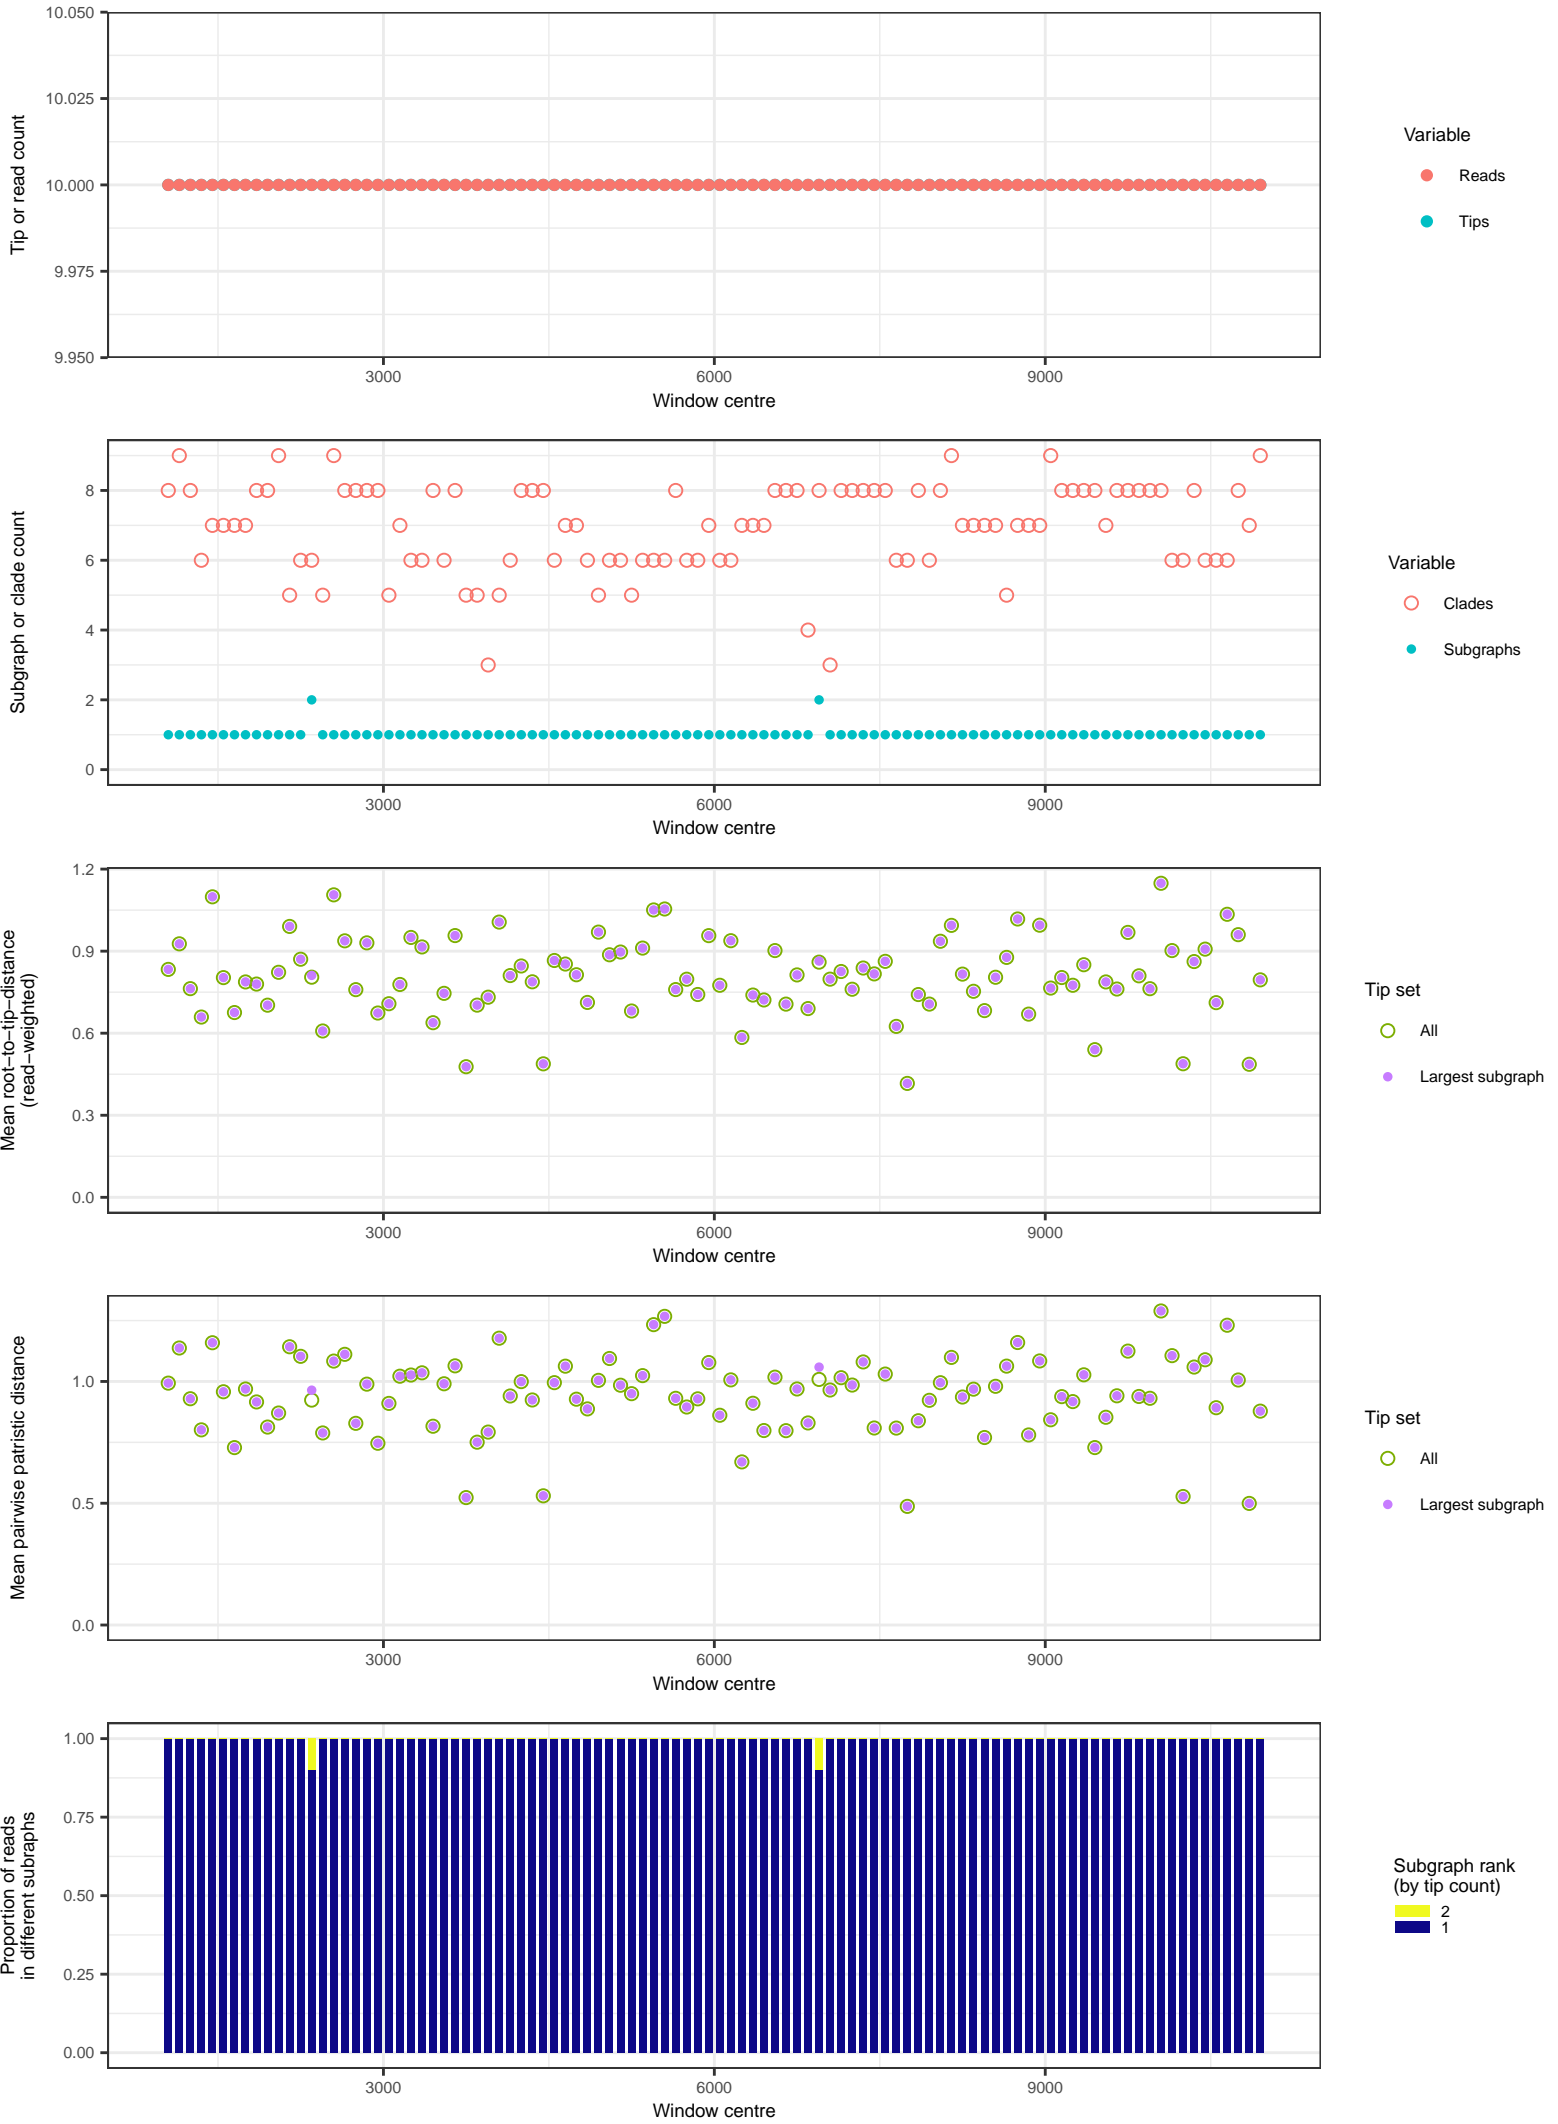 10.050
10.025
10.000
9.975
9.950
Tip or read count
3000
6000
9000
Window centre
Variable
Reads
Tips
8
6
4
2
0
Subgraph or clade count
3000
6000
9000
Window centre
Variable
Clades
Subgraphs
1.2
0.9
0.6
0.3
0.0
Mean root−to−tip−distance
(read−weighted)
3000
6000
9000
Window centre
Tip set
All
Largest subgraph
1.0
0.5
0.0
Mean pairwise patristic distance
3000
6000
9000
Window centre
Tip set
All
Largest subgraph
1.00
0.75
0.50
0.25
0.00
Proportion of reads
in different subraphs
3000
6000
9000
Window centre
Subgraph rank
(by tip count)
2
1